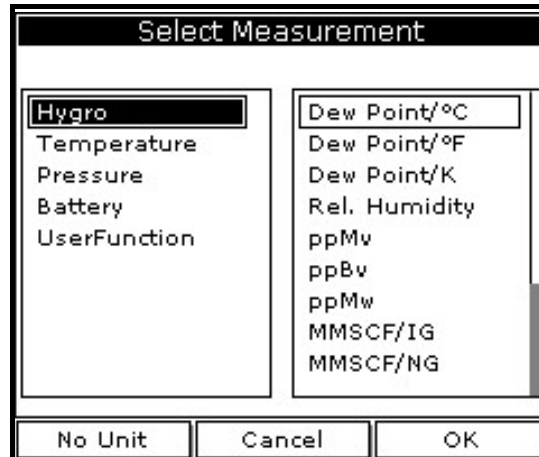 Select Measurement
Hygro
Temperature
Pressure
Battery
UserFunction
Dew Point/°C
Dew Point/°F
Dew Point/K
Rel. Humidity
ppMv
ppBv
ppMw
MMSCF/IG
MMSCF/NG
No Unit
Cancel
OK